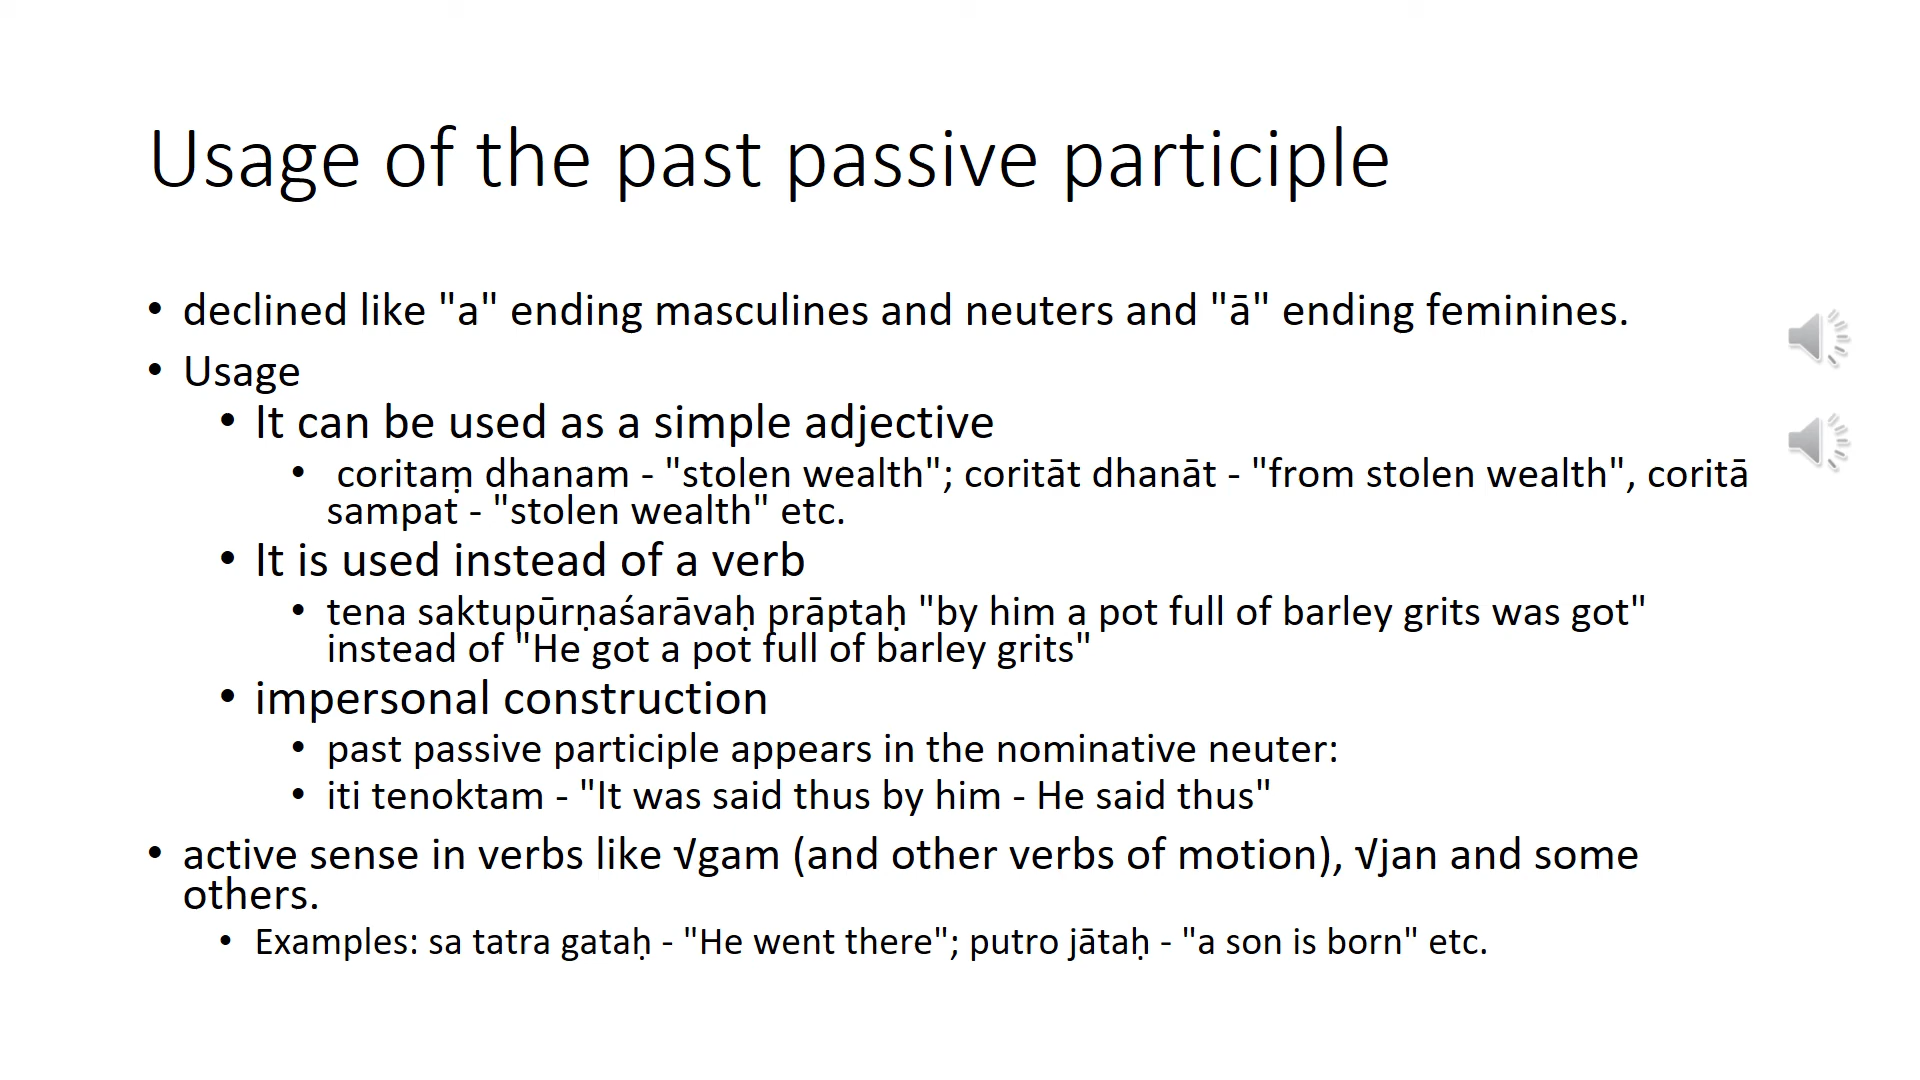 Usage of the past passive participle
• declined like "a" ending masculines and neuters and "ā" ending feminines.
• Usage
• It can be used as a simple adjective
• coritaṃ dhanam - "stolen wealth"; coritāt dhanāt - "from stolen wealth", coritā
sampat - "stolen wealth" etc.
• It is used instead of a verb
• tena saktupūrṇaśarāvaḥ prāptaḥ "by him a pot full of barley grits was got"
instead of "He got a pot full of barley grits"
• impersonal construction
• past passive participle appears in the nominative neuter:
• iti tenoktam - "It was said thus by him - He said thus"
• active sense in verbs like √gam (and other verbs of motion), √jan and some
others.
• Examples: sa tatra gataḥ - "He went there"; putro jātaḥ - "a son is born" etc.